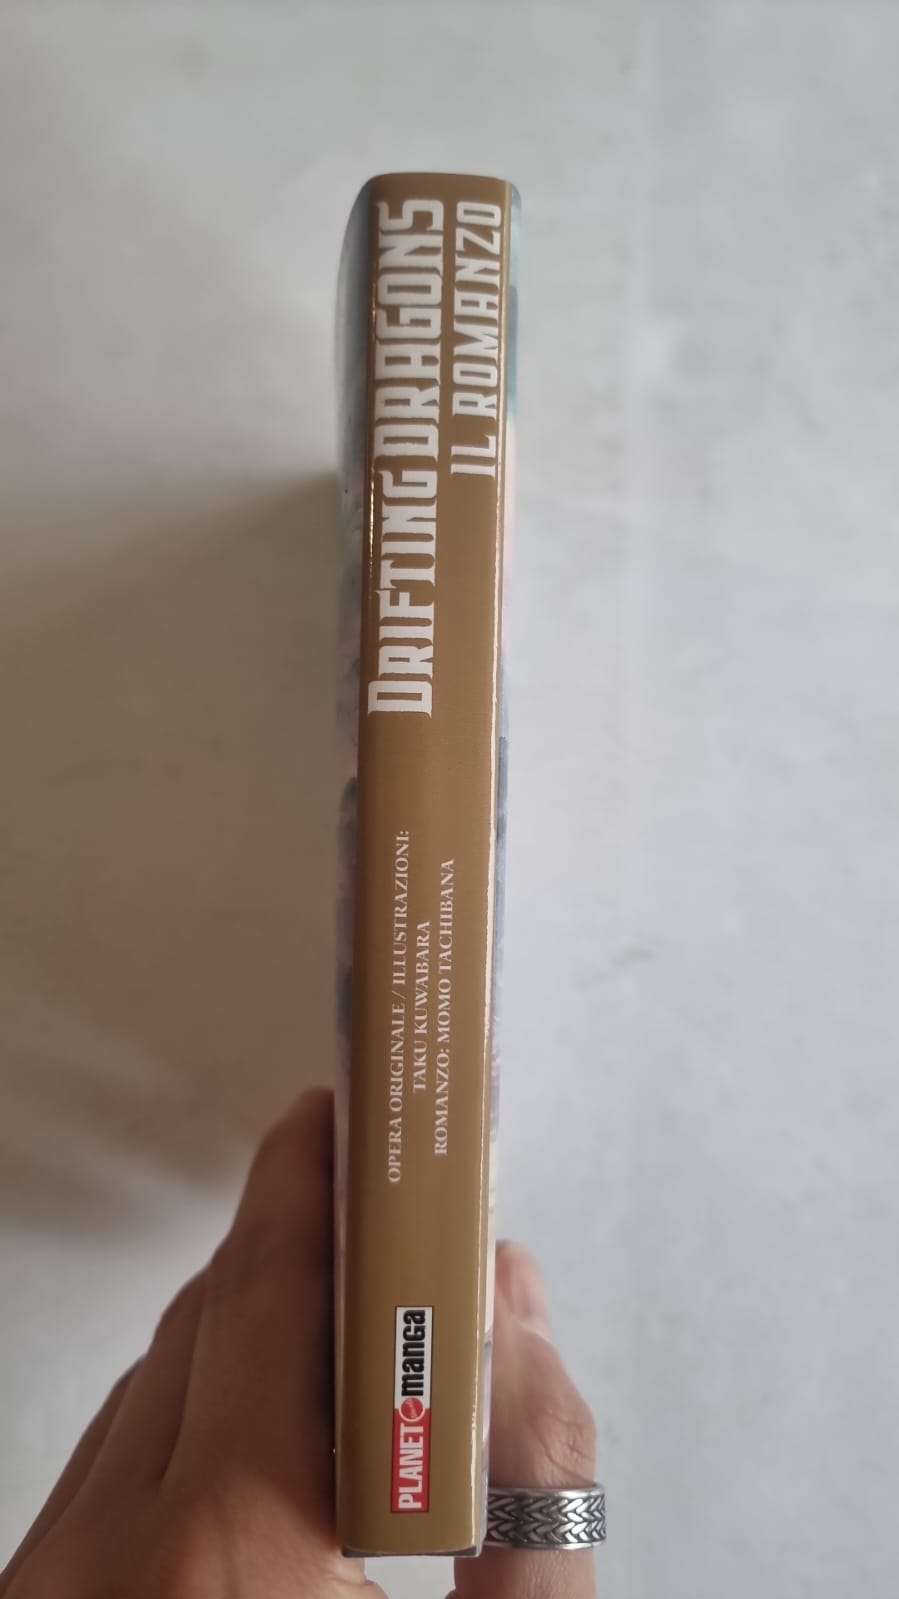 DRIFTING DRAGONS
IL ROMANZO
OPERA ORIGINALE / ILLUSTRAZIONI:
TAKU KUWABARA
ROMANZO: MOMO TACHIBANA
PLANET manga